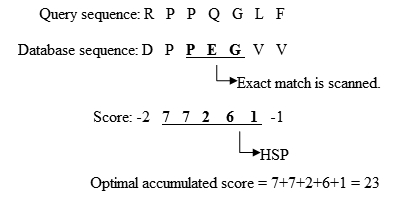 Query sequence: R P P Q G L F
Database sequence: D P P E G V V
Exact match is scanned.
Score: -2 7 7 2 6 1 -1
HSP
Optimal accumulated score = 7+7+2+6+1 = 23